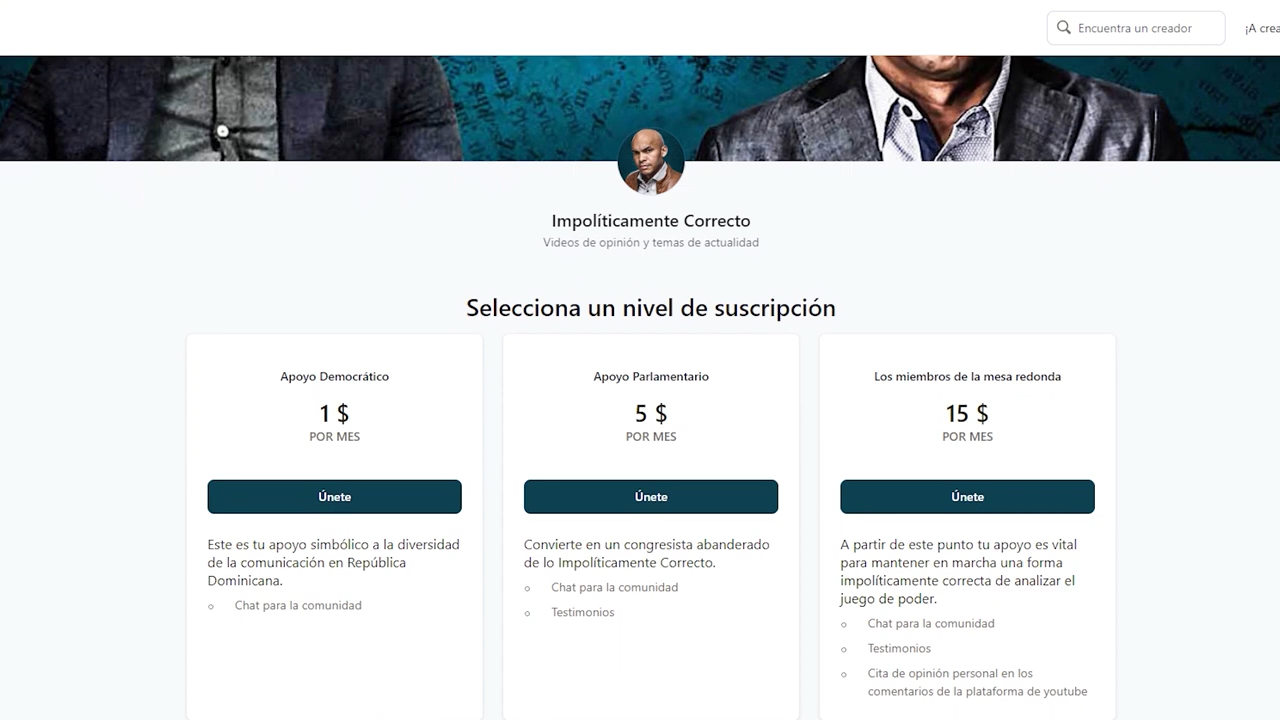 Encuentra un creador
¡A crea
Impolíticamente Correcto
Videos de opinión y temas de actualidad
Selecciona un nivel de suscripción
Apoyo Democrático
1 $
POR MES
Únete
Este es tu apoyo simbólico a la diversidad
de la comunicación en República
Dominicana.
Chat para la comunidad
Apoyo Parlamentario
5 $
POR MES
Únete
Convierte en un congresista abanderado
de lo Impolíticamente Correcto.
Chat para la comunidad
Testimonios
Los miembros de la mesa redonda
15 $
POR MES
Únete
A partir de este punto tu apoyo es vital
para mantener en marcha una forma
impolíticamente correcta de analizar el
juego de poder.
Chat para la comunidad
Testimonios
Cita de opinión personal en los
comentarios de la plataforma de youtube